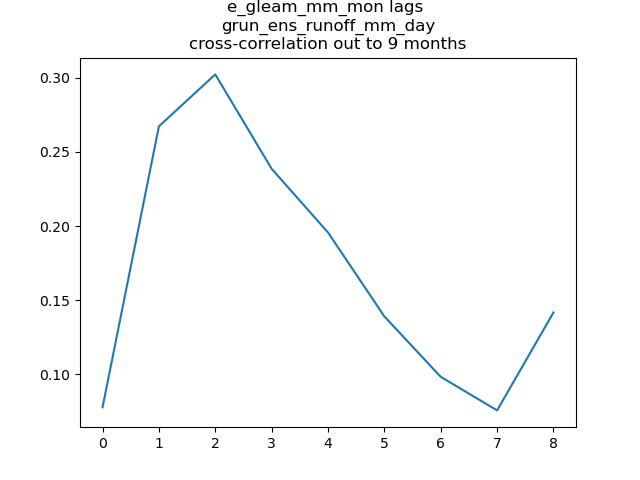 e_gleam_mm_mon lags
grun_ens_runoff_mm_day
cross-correlation out to 9 months
0.30
0.25
0.20
0.15
0.10
0 1 2 3 4 5 6 7 8